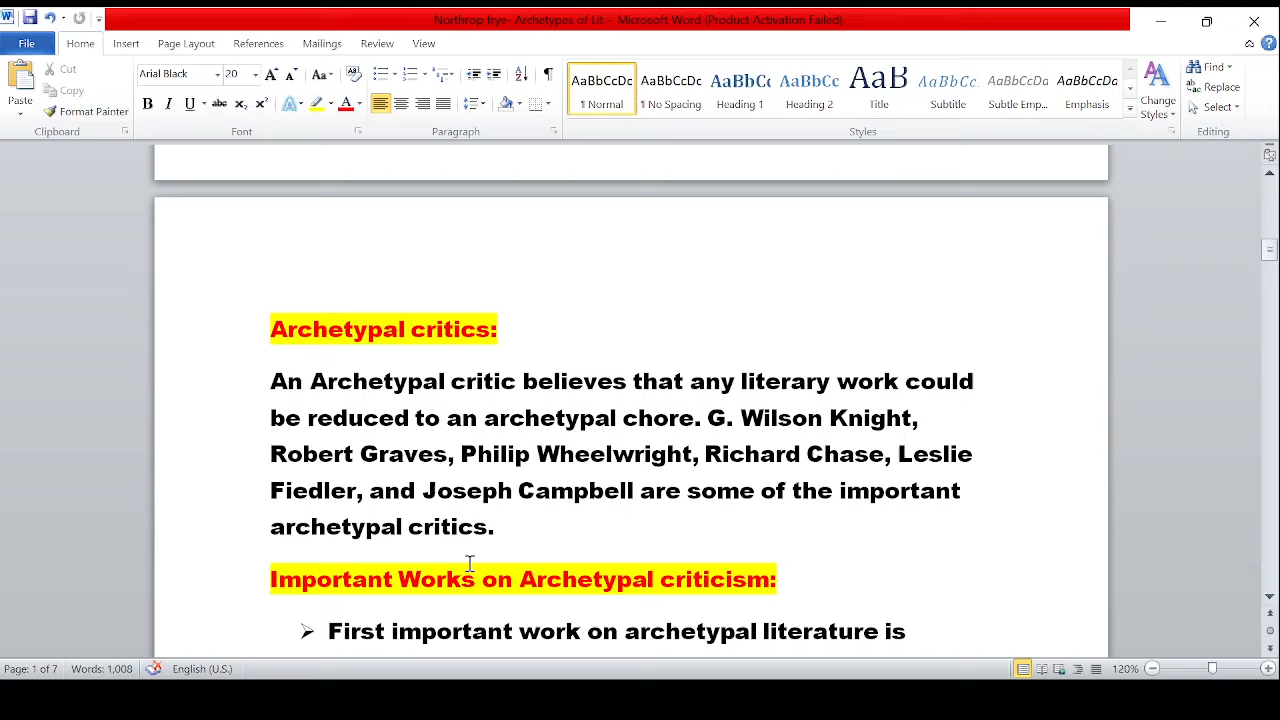 Northrop frye- Archetypes of Lit - Microsoft Word (Product Activation Failed)
File Home Insert Page Layout References Mailings Review View
Paste
Cut
Copy
Format Painter
Clipboard
Arial Black 20
Font
Paragraph
AaBbCcDc AaBbCcDc AaBbCc AaBbCc AaB AaBbCc. AaBbCcDc AaBbCcDc
¶ Normal ¶ No Spacing Heading 1 Heading 2 Title Subtitle Subtle Em... Emphasis
Change
Styles
Styles
Find
Replace
Select
Editing
Archetypal critics:
An Archetypal critic believes that any literary work could
be reduced to an archetypal chore. G. Wilson Knight,
Robert Graves, Philip Wheelwright, Richard Chase, Leslie
Fiedler, and Joseph Campbell are some of the important
archetypal critics.
Important Works on Archetypal criticism:
➢ First important work on archetypal literature is
Page: 1 of 7 Words: 1,008 English (U.S.) 120%